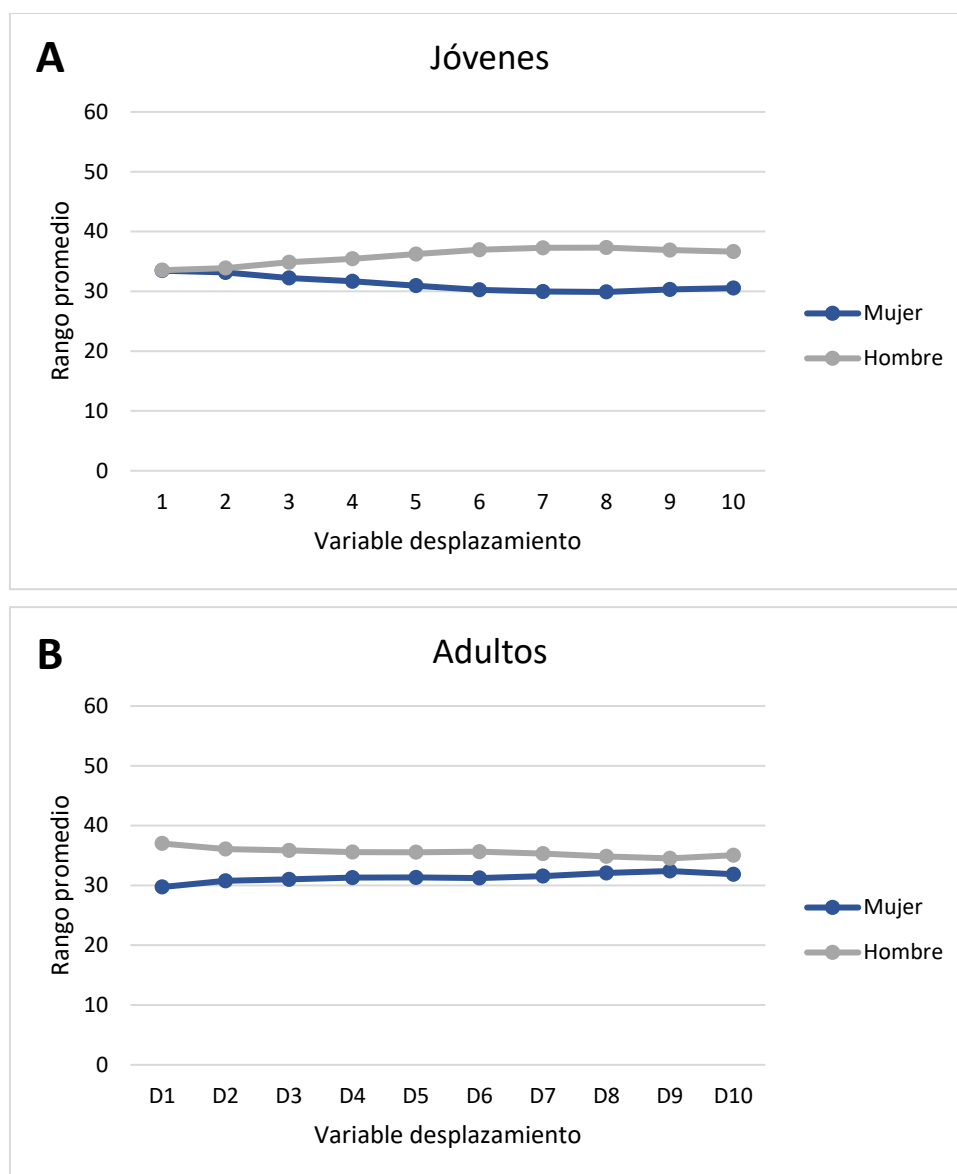 A
Jóvenes
60
50
40
30
20
10
0
Rango promedio
1 2 3 4 5 6 7 8 9 10
Variable desplazamiento
Mujer
Hombre
B
Adultos
60
50
40
30
20
10
0
Rango promedio
D1 D2 D3 D4 D5 D6 D7 D8 D9 D10
Variable desplazamiento
Mujer
Hombre